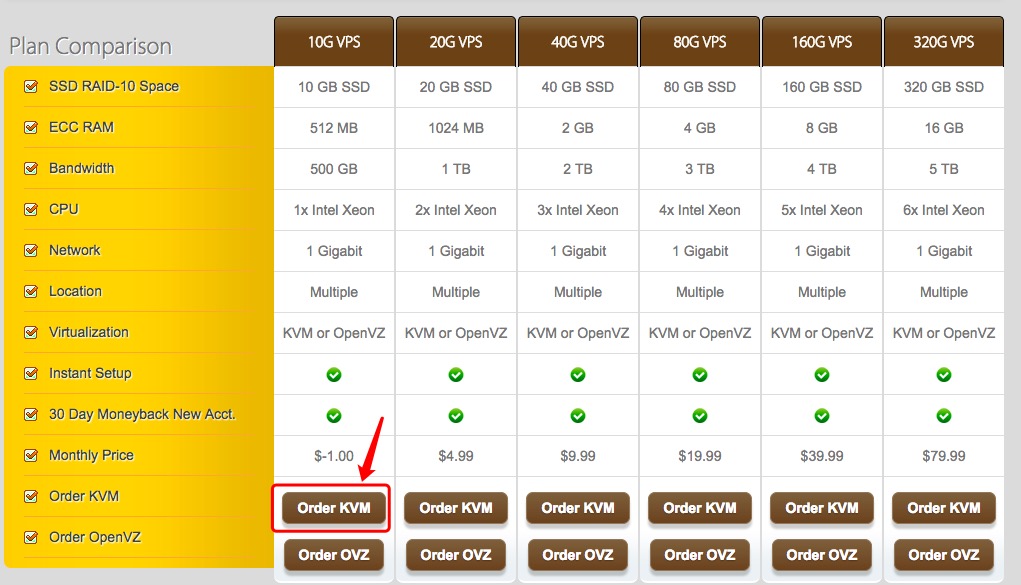 Plan Comparison 10G VPS 20G VPS 40G VPS 80G VPS 160G VPS 320G VPS
SSD RAID-10 Space 10 GB SSD 20 GB SSD 40 GB SSD 80 GB SSD 160 GB SSD 320 GB SSD
ECC RAM 512 MB 1024 MB 2 GB 4 GB 8 GB 16 GB
Bandwidth 500 GB 1 TB 2 TB 3 TB 4 TB 5 TB
CPU 1x Intel Xeon 2x Intel Xeon 3x Intel Xeon 4x Intel Xeon 5x Intel Xeon 6x Intel Xeon
Network 1 Gigabit 1 Gigabit 1 Gigabit 1 Gigabit 1 Gigabit 1 Gigabit
Location Multiple Multiple Multiple Multiple Multiple Multiple
Virtualization KVM or OpenVZ KVM or OpenVZ KVM or OpenVZ KVM or OpenVZ KVM or OpenVZ KVM or OpenVZ
Instant Setup
30 Day Moneyback New Acct.
Monthly Price $-1.00 $4.99 $9.99 $19.99 $39.99 $79.99
Order KVM Order KVM Order KVM Order KVM Order KVM Order KVM Order KVM
Order OpenVZ Order OVZ Order OVZ Order OVZ Order OVZ Order OVZ Order OVZ